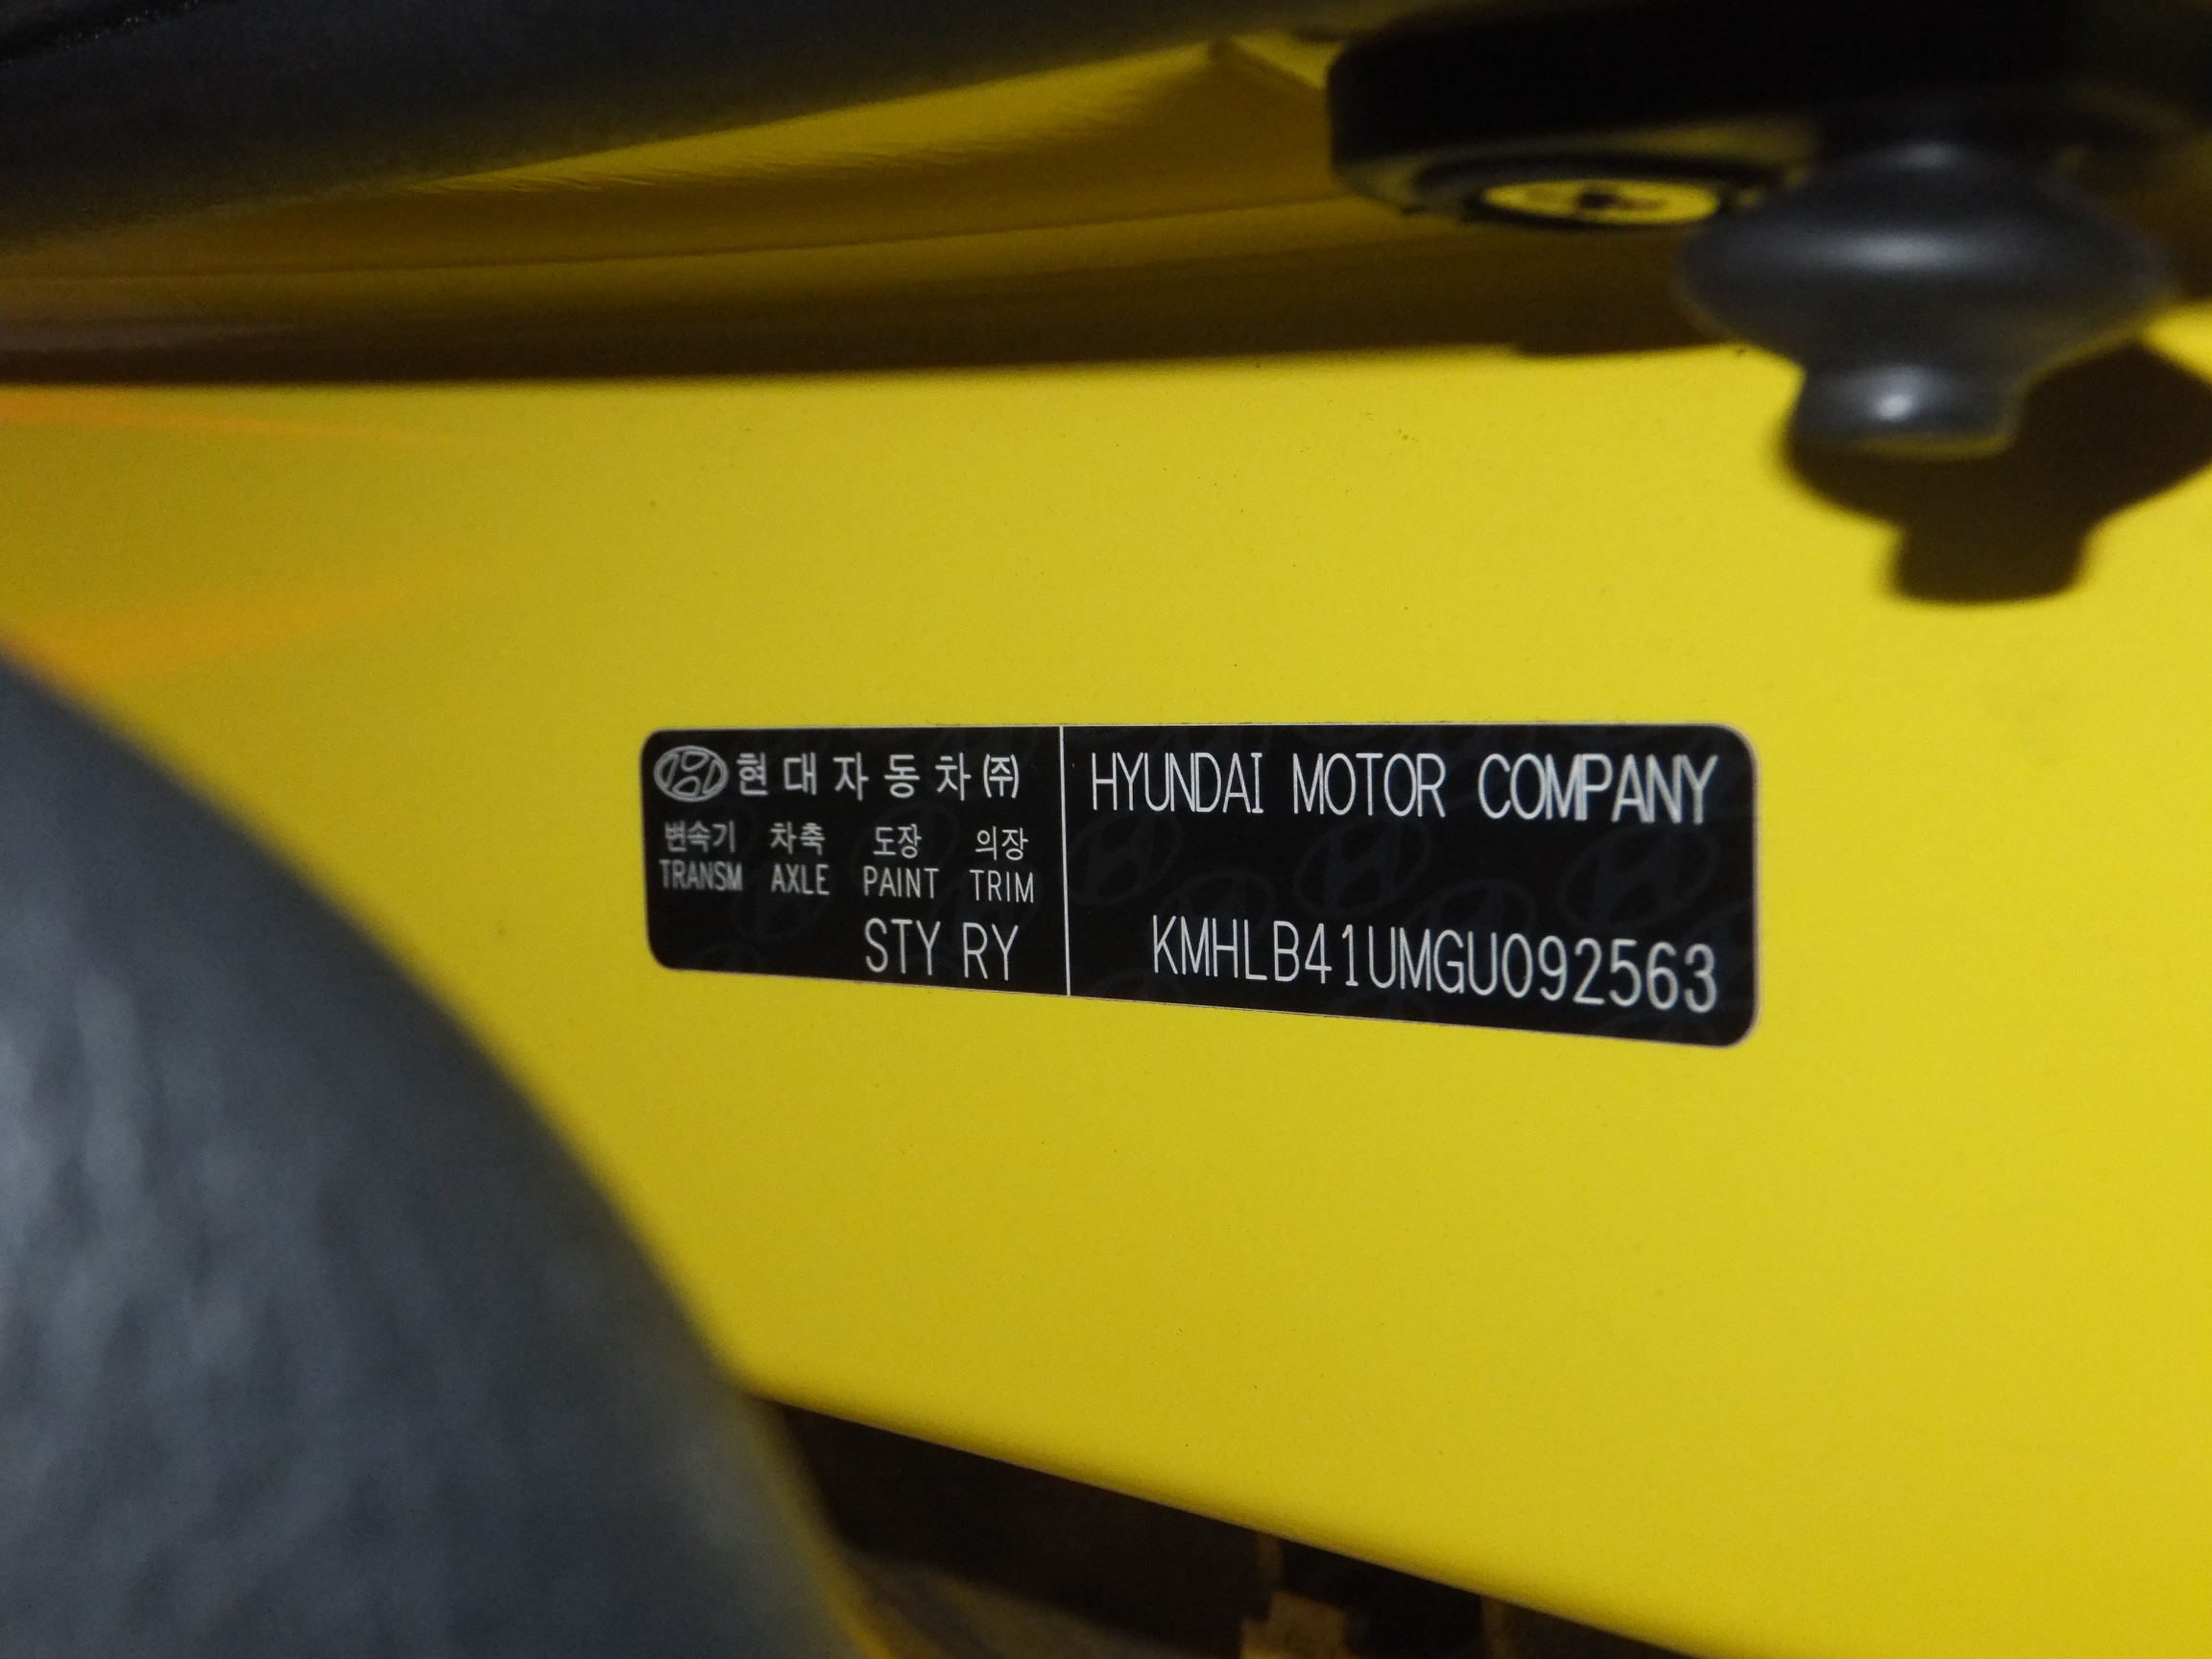 현대자동차㈜
변속기 차축 도장 의장
TRANSM AXLE PAINT TRIM
STY RY
HYUNDAI MOTOR COMPANY
KMHLB41UMGU092563